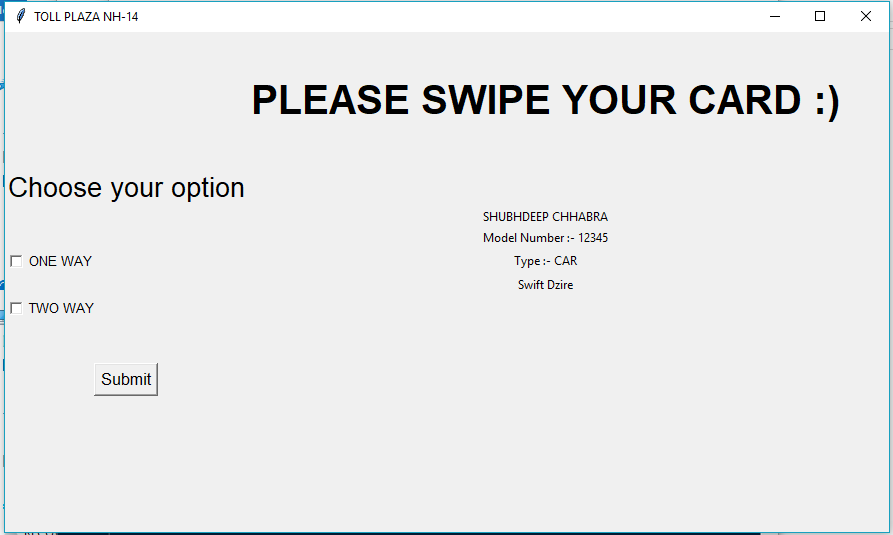 TOLL PLAZA NH-14
PLEASE SWIPE YOUR CARD :)
Choose your option
SHUBHDEEP CHHABRA
Model Number :- 12345
ONE WAY
Type :- CAR
Swift Dzire
TWO WAY
Submit